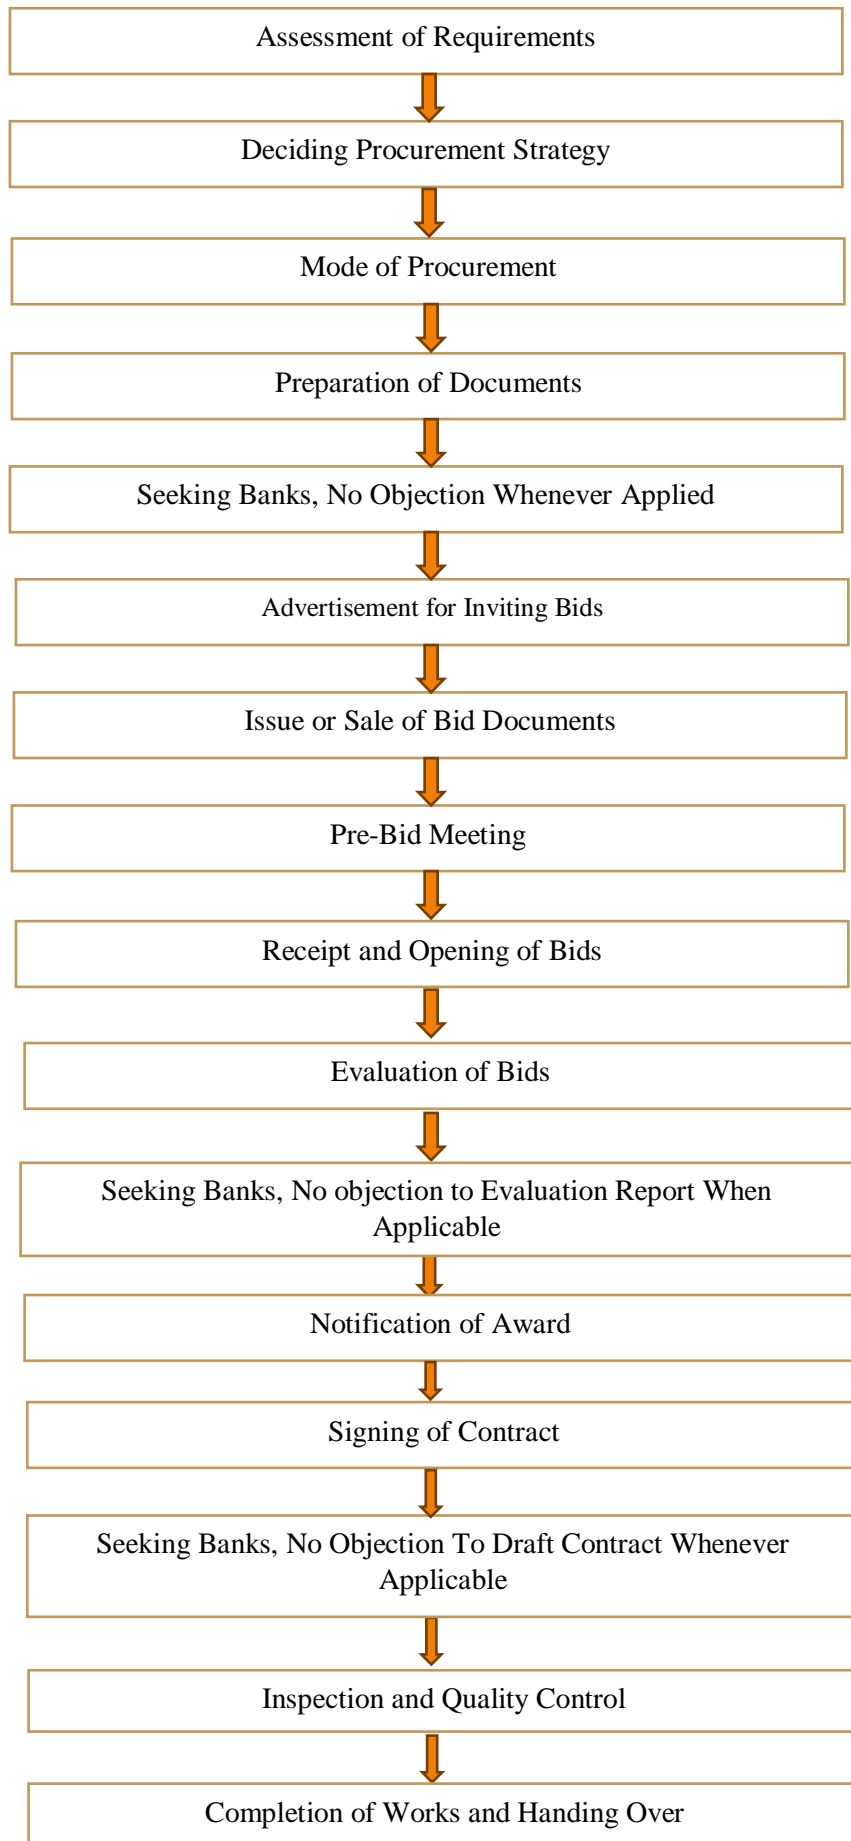 Assessment of Requirements
Deciding Procurement Strategy
Mode of Procurement
Preparation of Documents
Seeking Banks, No Objection Whenever Applied
Advertisement for Inviting Bids
Issue or Sale of Bid Documents
Pre-Bid Meeting
Receipt and Opening of Bids
Evaluation of Bids
Seeking Banks, No objection to Evaluation Report When
Applicable
Notification of Award
Signing of Contract
Seeking Banks, No Objection To Draft Contract Whenever
Applicable
Inspection and Quality Control
Completion of Works and Handing Over